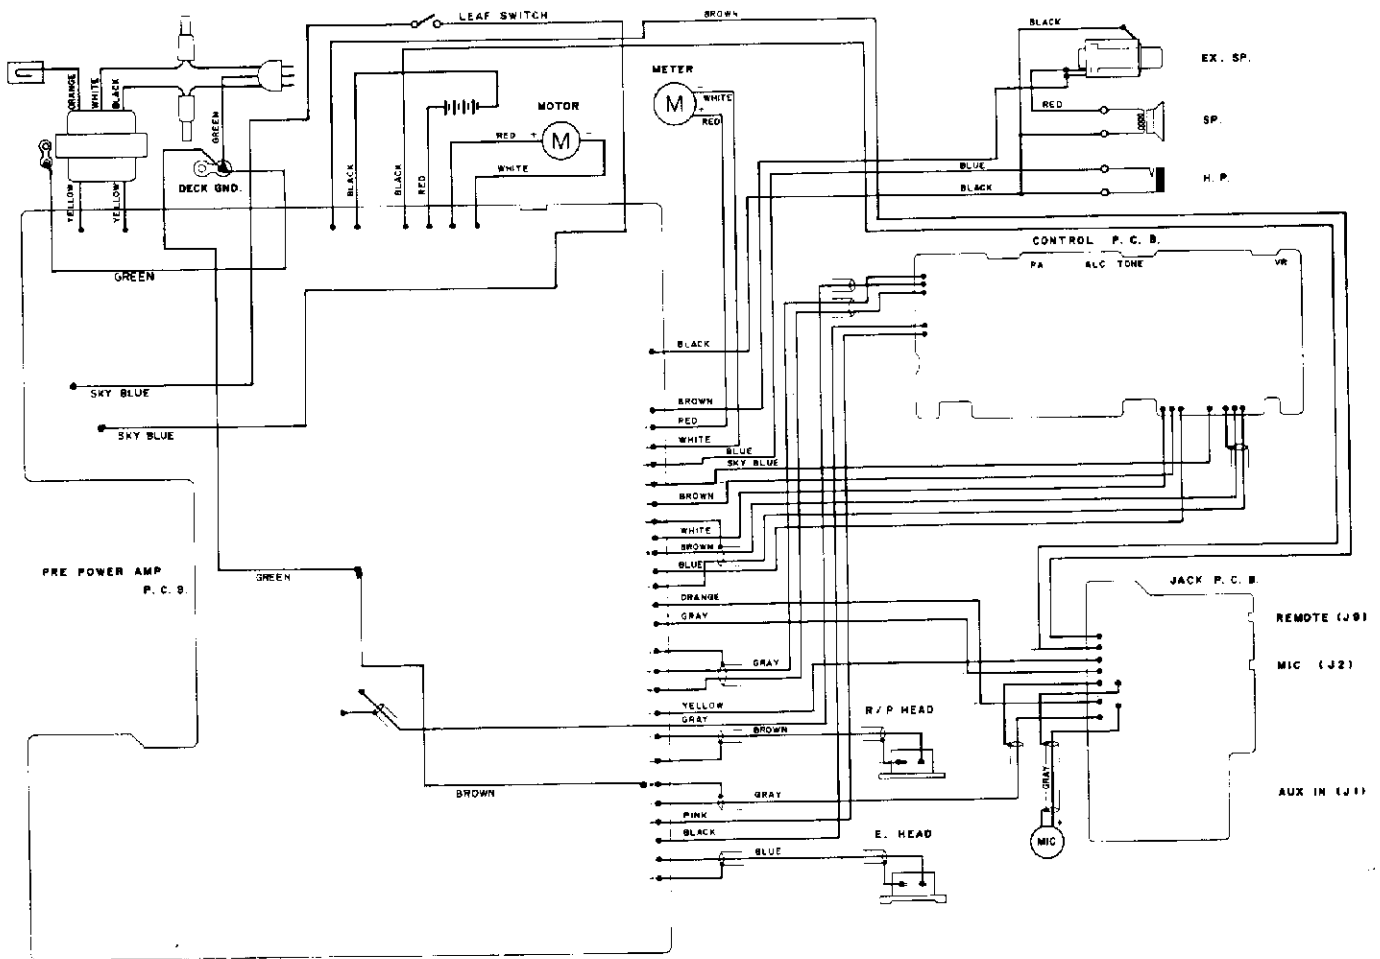 LEAF SWITCH
BROWN
BLACK
EX. SP.
METER
M
-
WHITE
+
RED
ORANGE
WHITE
BLACK
GREEN
MOTOR
RED
+
M
-
WHITE
RED
SP.
BLUE
H. P.
BLACK
DECK GND.
YELLOW
YELLOW
BLACK
BLACK
RED
GREEN
CONTROL P. C. B.
PA
ALC
TONE
VR
BLACK
SKY BLUE
BROWN
RED
SKY BLUE
WHITE
BLUE
SKY BLUE
BROWN
WHITE
BROWN
BLUE
PRE POWER AMP
P. C. B.
GREEN
ORANGE
GRAY
JACK P. C. B.
REMOTE (J9)
GRAY
MIC (J2)
YELLOW
GRAY
BROWN
R/P HEAD
BROWN
GRAY
GRAY
AUX IN (J1)
PINK
BLACK
E. HEAD
+
MIC
BLUE